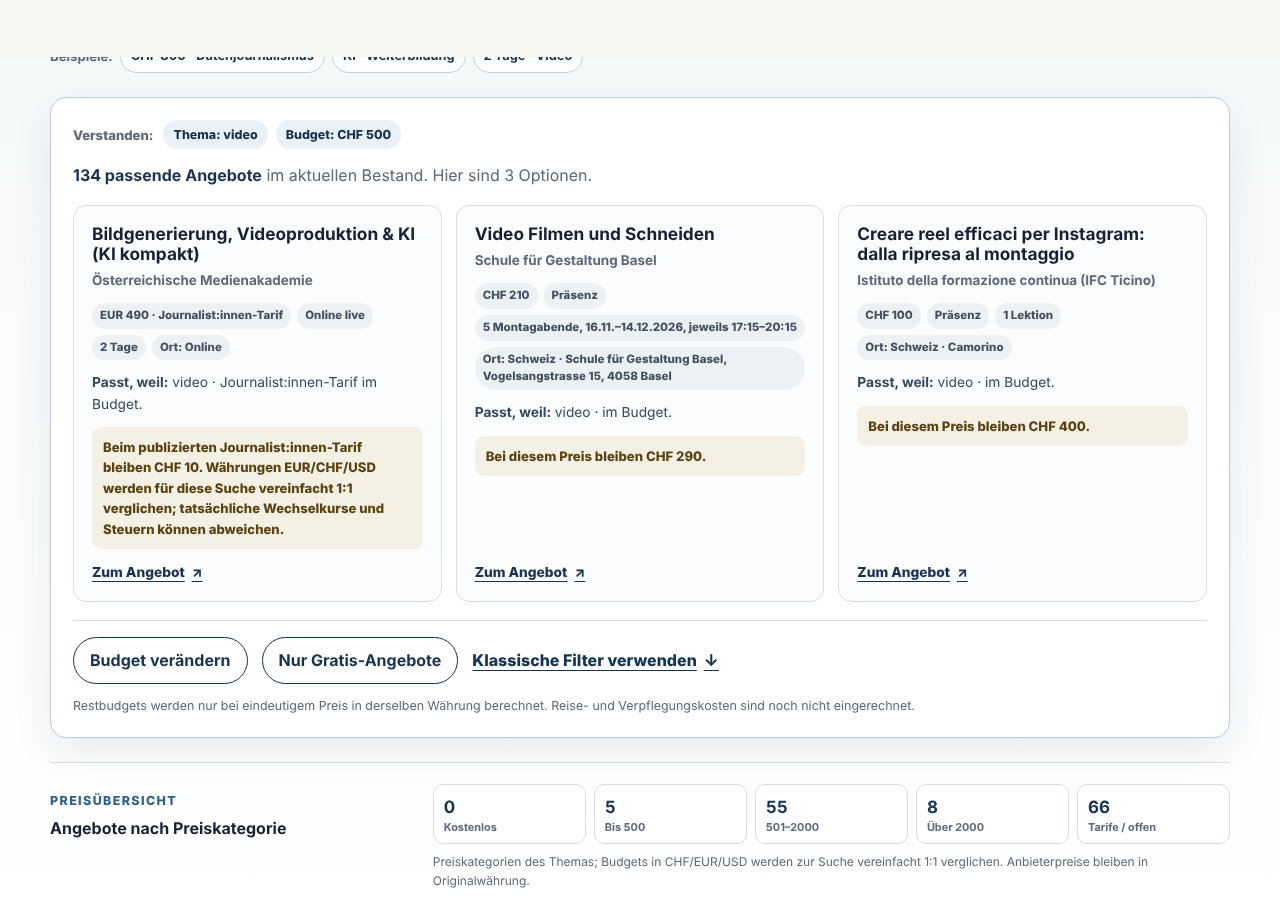 Beispiele: CHF 500 · Datenjournalismus KI · Weiterbildung 2 Tage · Video
Verstanden: Thema: video Budget: CHF 500
134 passende Angebote im aktuellen Bestand. Hier sind 3 Optionen.
Bildgenerierung, Videoproduktion & KI
(KI kompakt)
Österreichische Medienakademie
EUR 490 · Journalist:innen-Tarif Online live
2 Tage Ort: Online
Passt, weil: video · Journalist:innen-Tarif im
Budget.
Beim publizierten Journalist:innen-Tarif
bleiben CHF 10. Währungen EUR/CHF/USD
werden für diese Suche vereinfacht 1:1
verglichen; tatsächliche Wechselkurse und
Steuern können abweichen.
Zum Angebot ↗
Video Filmen und Schneiden
Schule für Gestaltung Basel
CHF 210 Präsenz
5 Montagabende, 16.11.–14.12.2026, jeweils 17:15–20:15
Ort: Schweiz · Schule für Gestaltung Basel,
Vogelsangstrasse 15, 4058 Basel
Passt, weil: video · im Budget.
Bei diesem Preis bleiben CHF 290.
Zum Angebot ↗
Creare reel efficaci per Instagram:
dalla ripresa al montaggio
Istituto della formazione continua (IFC Ticino)
CHF 100 Präsenz 1 Lektion
Ort: Schweiz · Camorino
Passt, weil: video · im Budget.
Bei diesem Preis bleiben CHF 400.
Zum Angebot ↗
Budget verändern Nur Gratis-Angebote Klassische Filter verwenden ↓
Restbudgets werden nur bei eindeutigem Preis in derselben Währung berechnet. Reise- und Verpflegungskosten sind noch nicht eingerechnet.
PREISÜBERSICHT
Angebote nach Preiskategorie
0
Kostenlos
5
Bis 500
55
501–2000
8
Über 2000
66
Tarife / offen
Preiskategorien des Themas; Budgets in CHF/EUR/USD werden zur Suche vereinfacht 1:1 verglichen. Anbieterpreise bleiben in
Originalwährung.